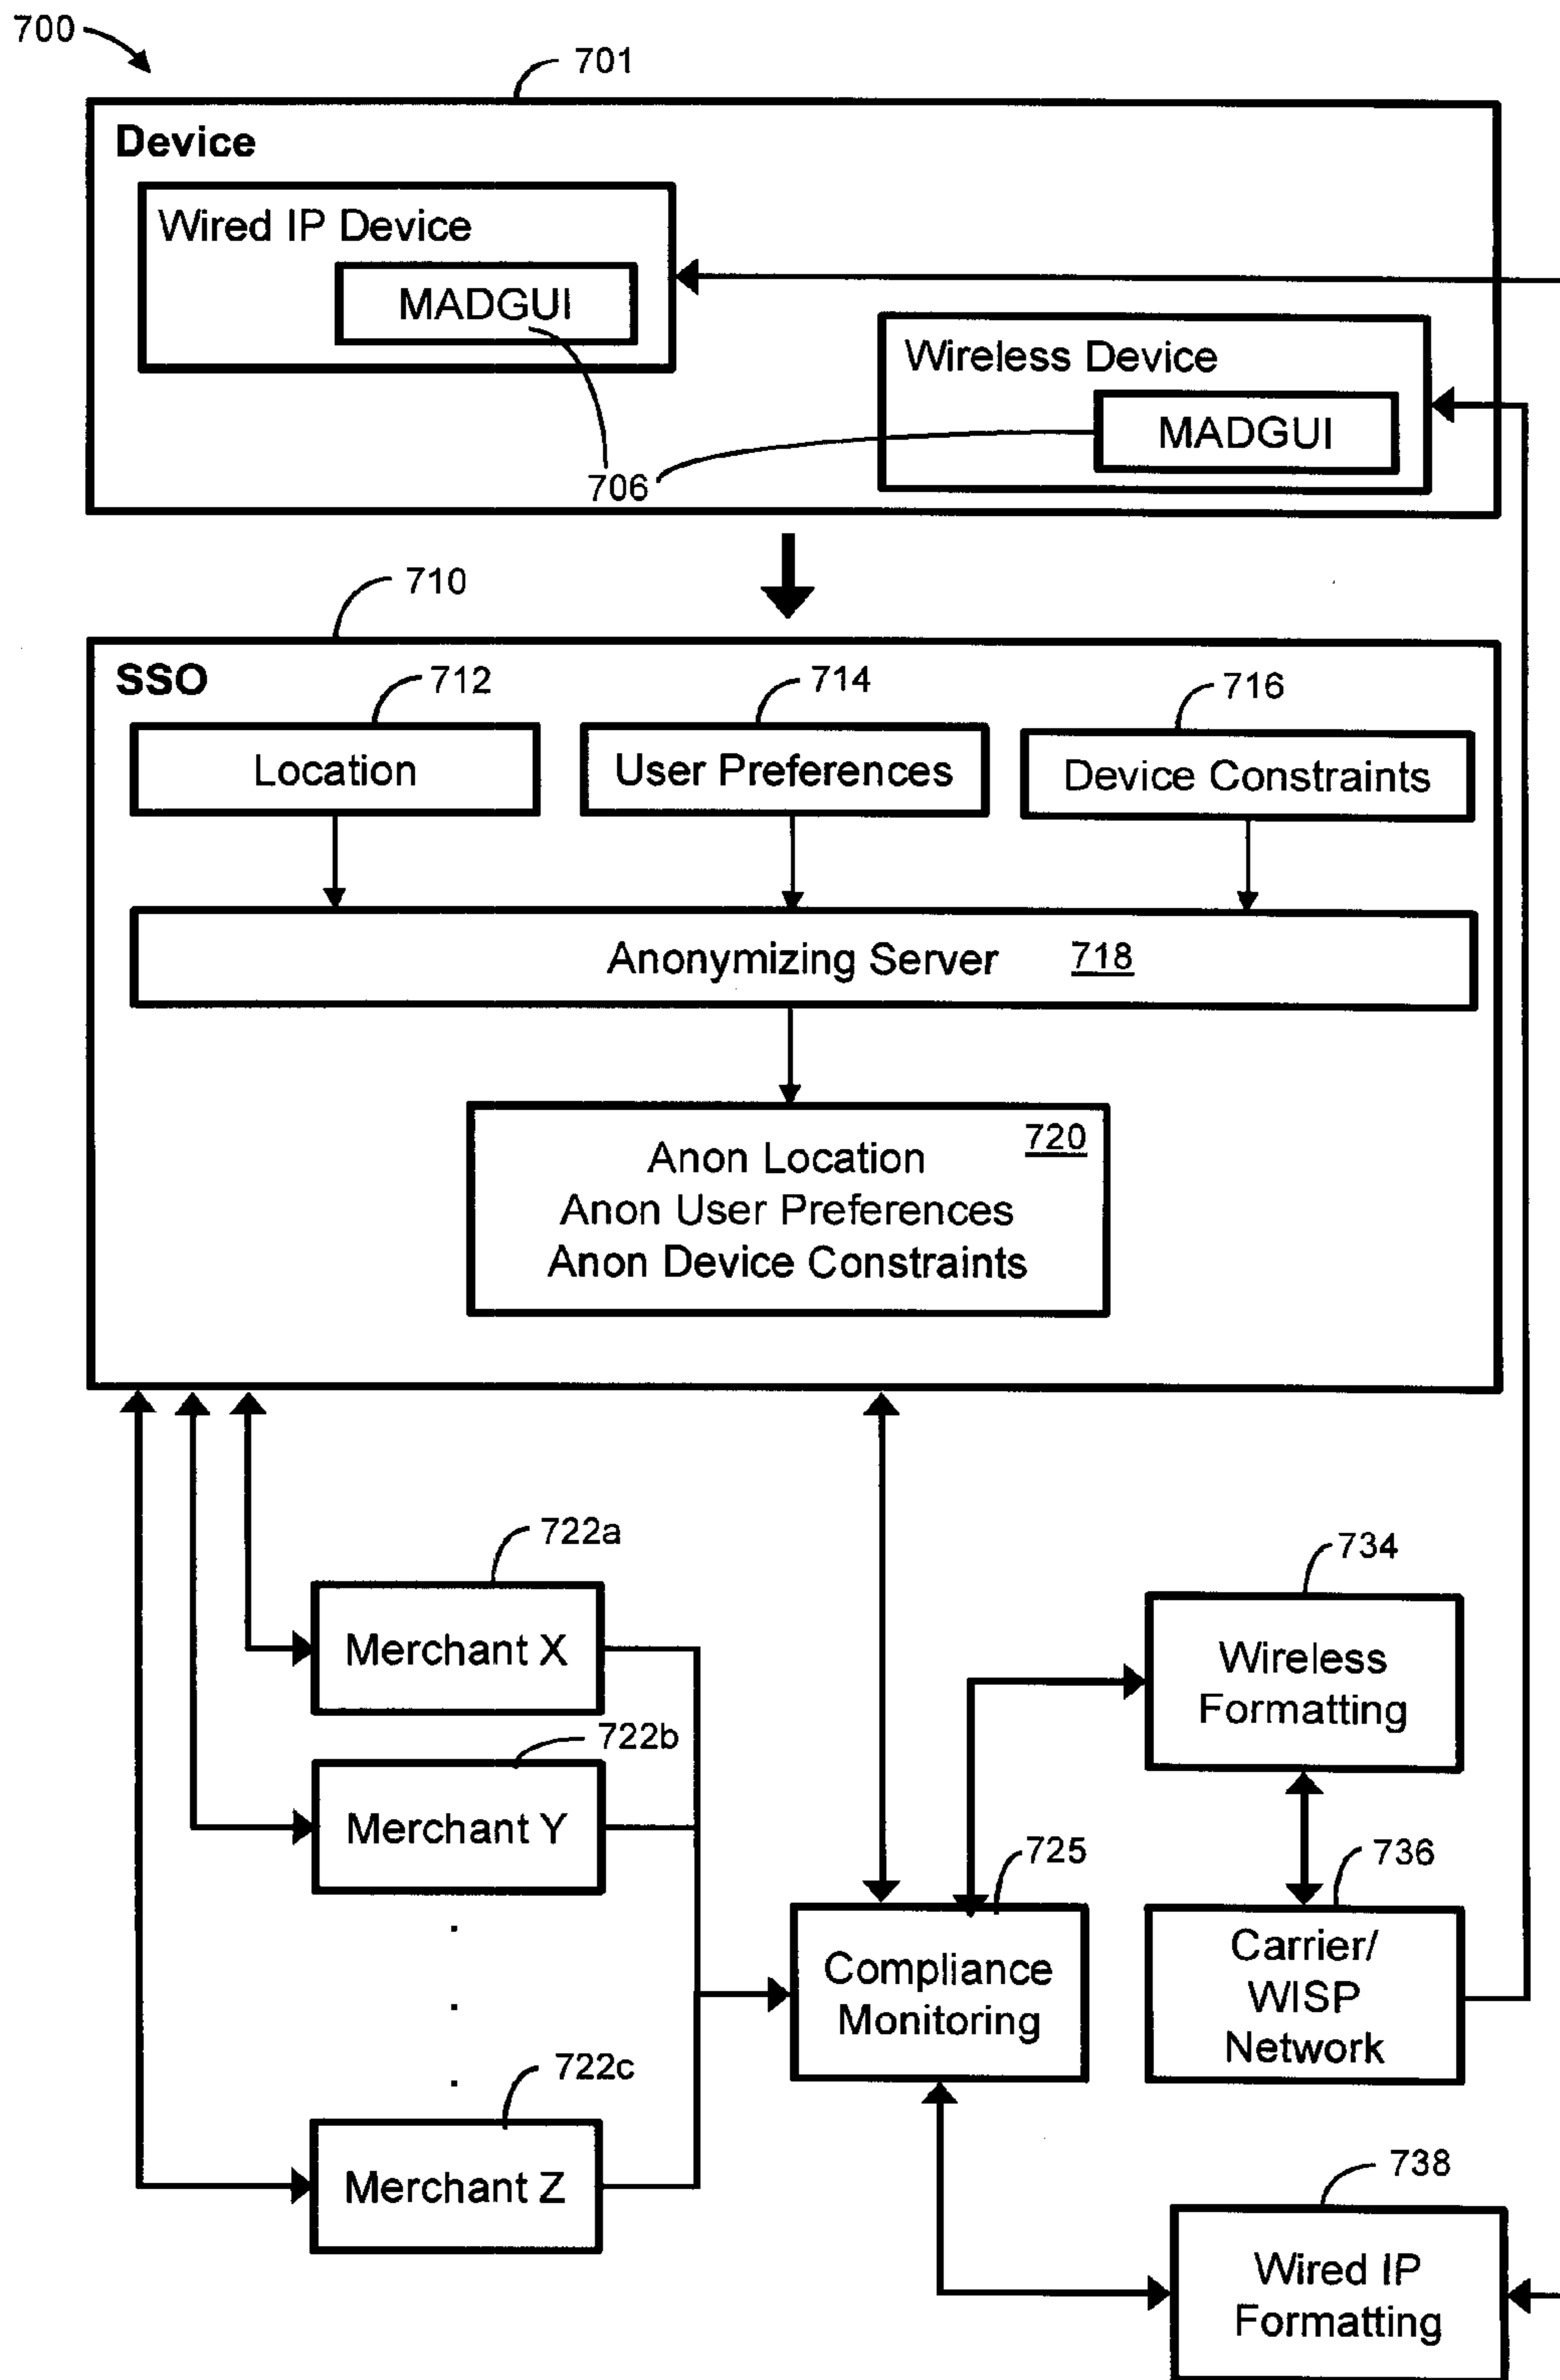 700
701
Device
Wired IP Device
MADGUI
Wireless Device
MADGUI
706
710
SSO
712
714
716
Location
User Preferences
Device Constraints
Anonymizing Server 718
720
Anon Location
Anon User Preferences
Anon Device Constraints
722a
734
Merchant X
Wireless
Formatting
722b
Merchant Y
725
736
Compliance
Monitoring
Carrier/
WISP
Network
722c
Merchant Z
738
Wired IP
Formatting